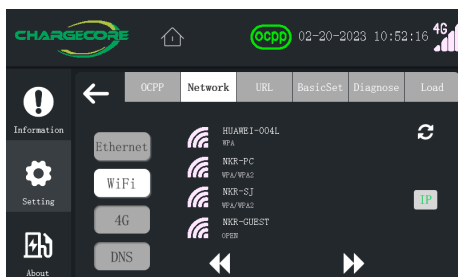 CHARGECORE
ocpp 02-20-2023 10:52:16 4G
OCPP Network URL BasicSet Diagnose Load
Information
Setting
About
Ethernet
WiFi
4G
DNS
HUAWEI-004L
WPA
NKR-PC
WPA/WPA2
NKR-SJ
WPA/WPA2
NKR-GUEST
OPEN
IP